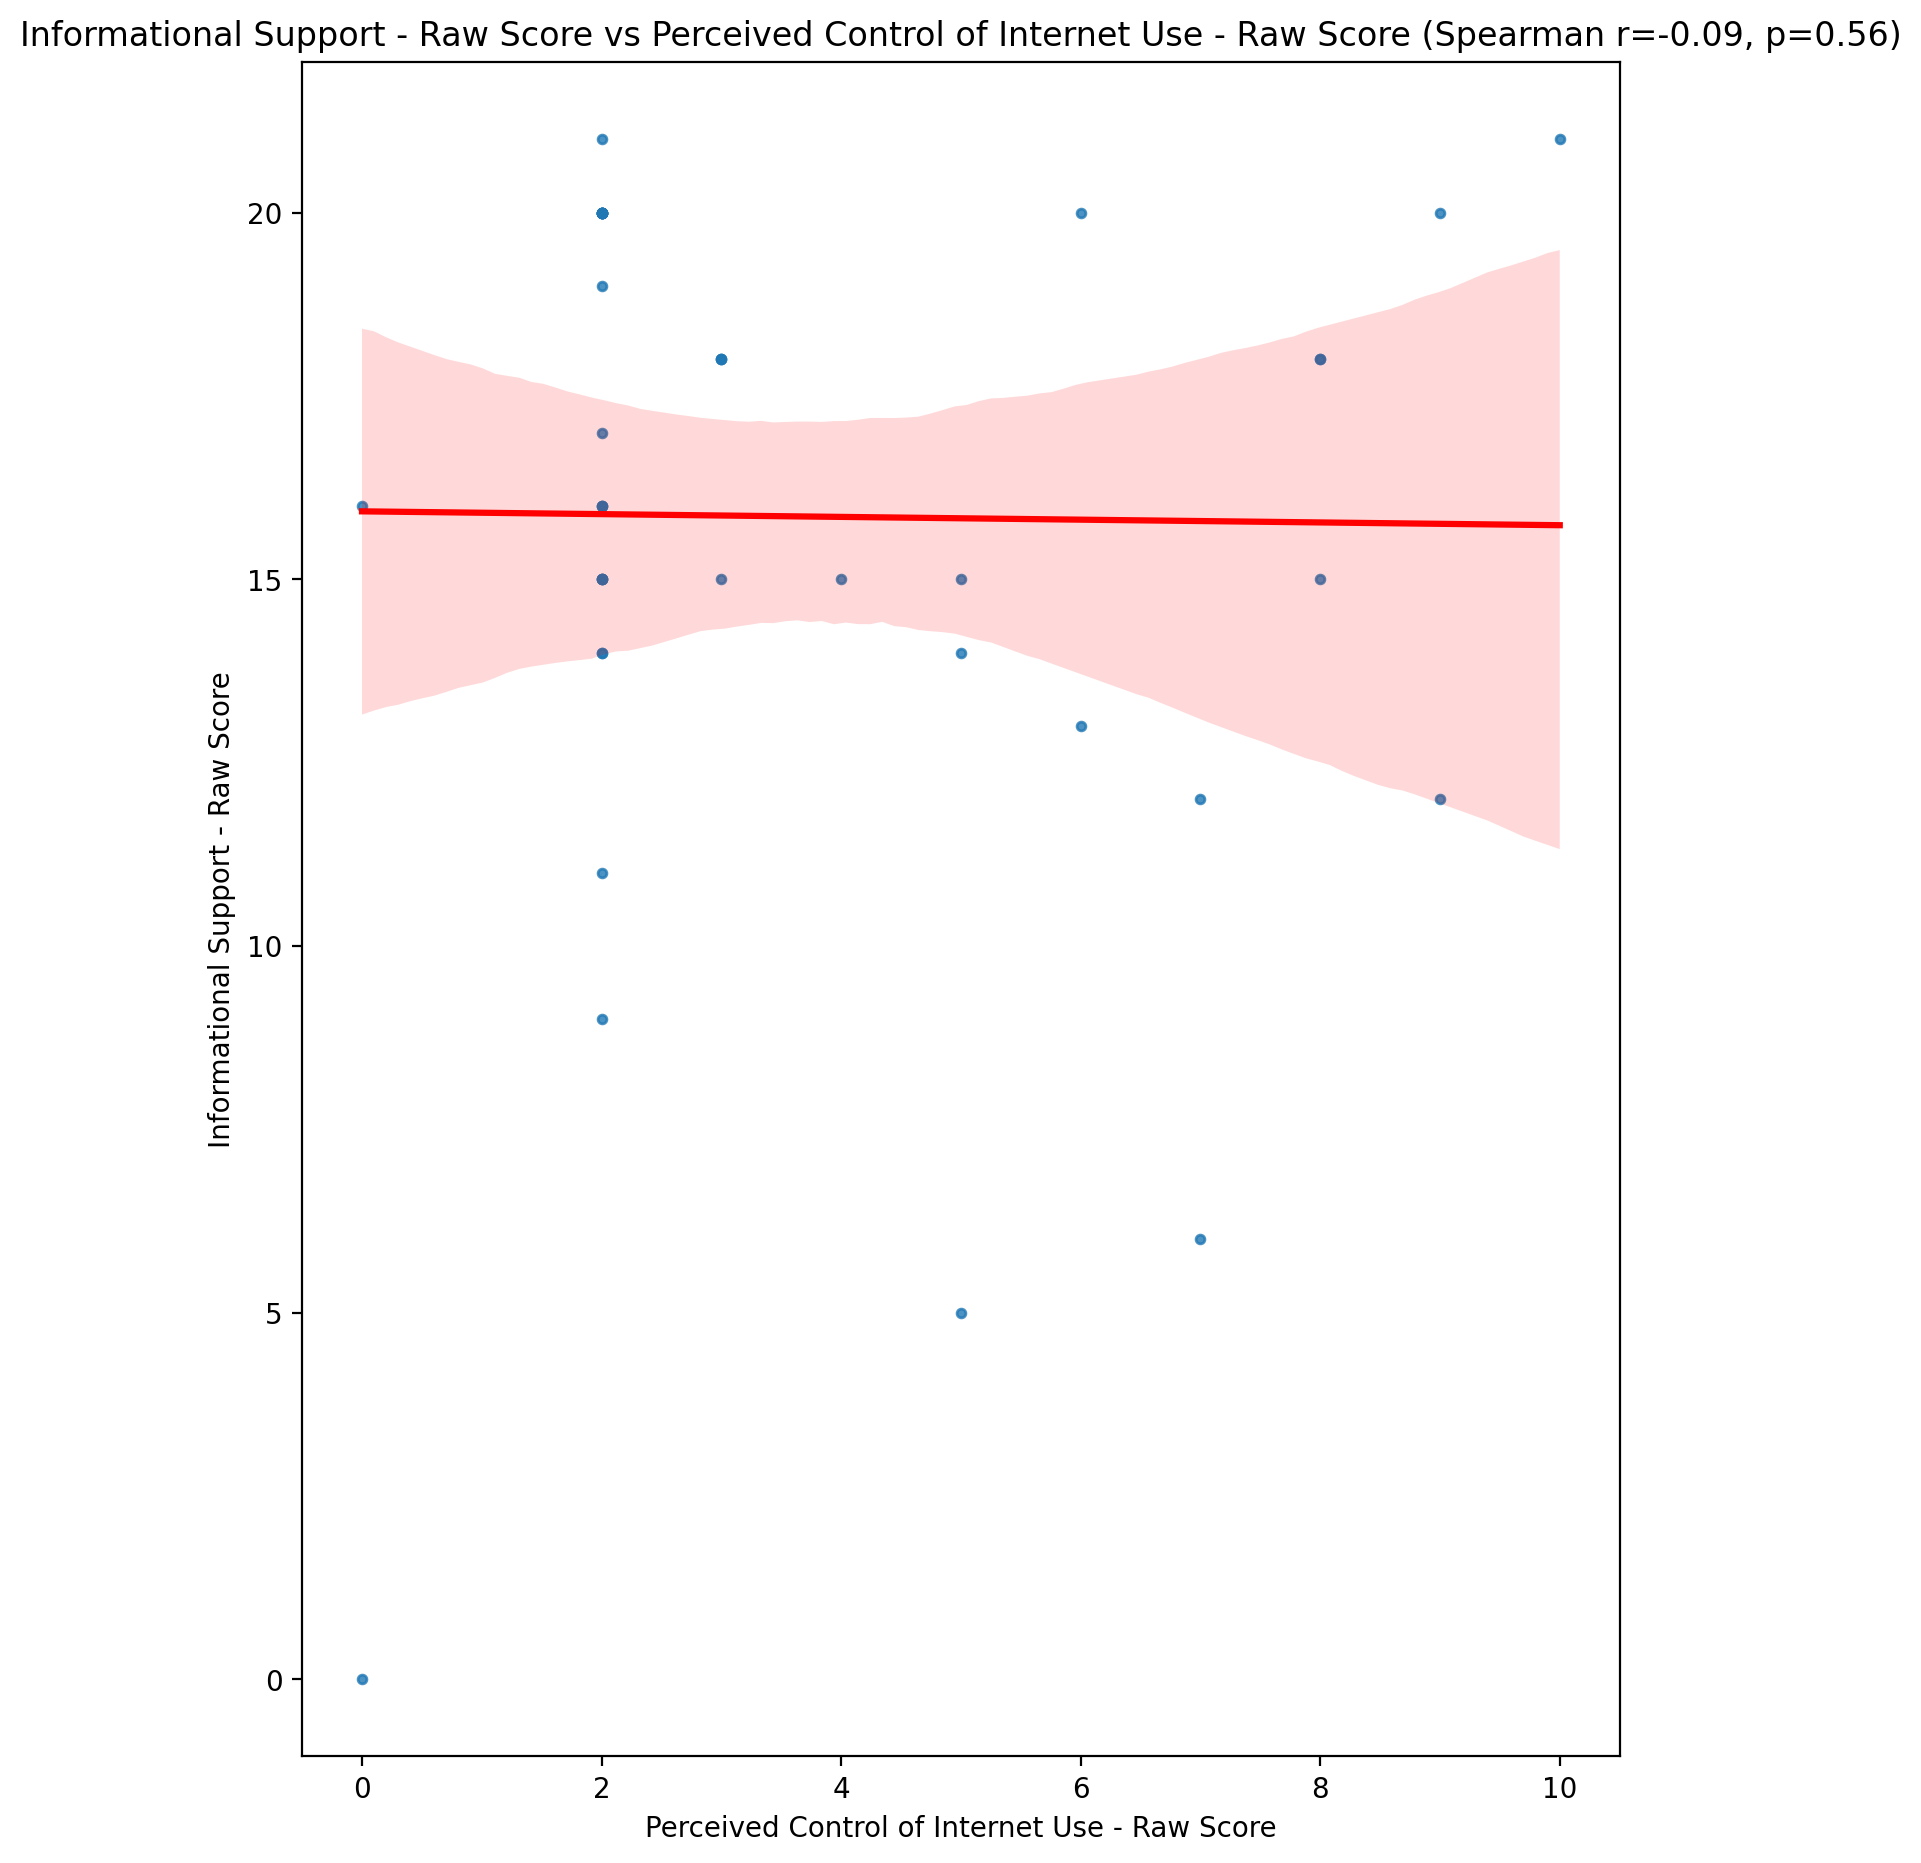 Informational Support - Raw Score vs Perceived Control of Internet Use - Raw Score (Spearman r=-0.09, p=0.56)
20
15
10
5
0
Informational Support - Raw Score
0 2 4 6 8 10
Perceived Control of Internet Use - Raw Score